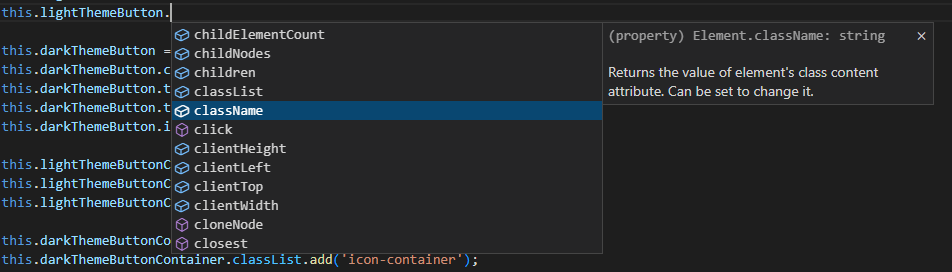 this.lightThemeButton.
childElementCount
(property) Element.className: string
this.darkThemeButton =
childNodes
this.darkThemeButton.c
children
Returns the value of element's class content
this.darkThemeButton.t
classList
attribute. Can be set to change it.
this.darkThemeButton.t
className
this.darkThemeButton.i
click
clientHeight
this.lightThemeButtonC
clientLeft
this.lightThemeButtonC
clientTop
this.lightThemeButtonC
clientWidth
cloneNode
this.darkThemeButtonCo
closest
this.darkThemeButtonContainer.classList.add('icon-container');